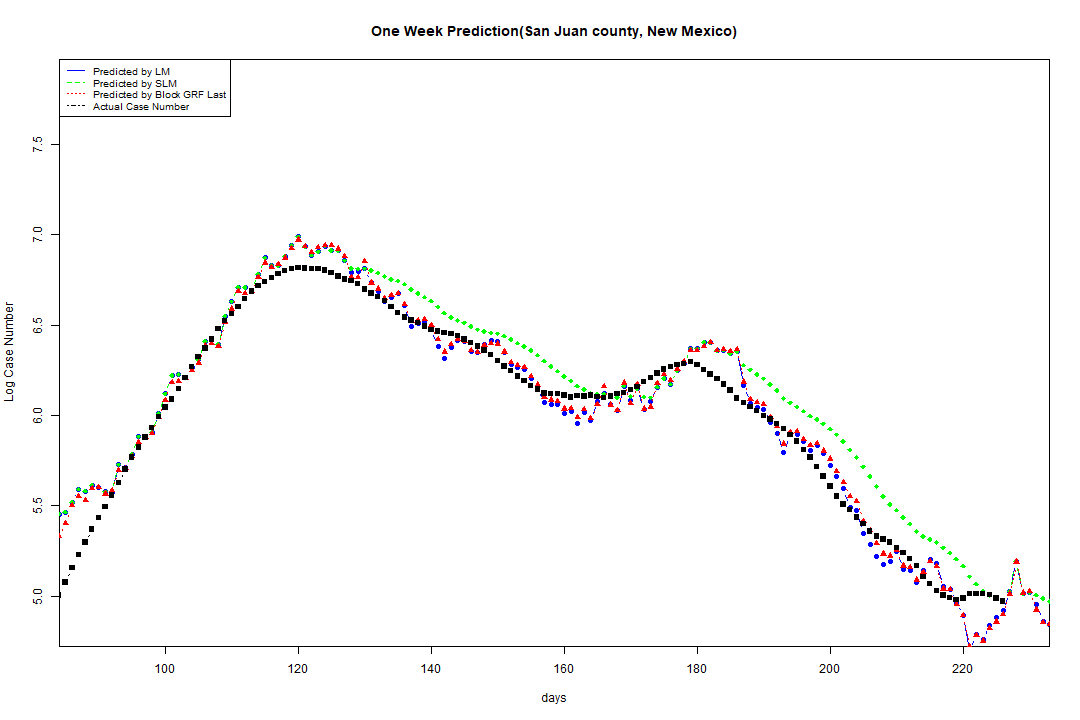 One Week Prediction(San Juan county, New Mexico)
Predicted by LM
Predicted by SLM
Predicted by Block GRF Last
Actual Case Number
7.5
7.0
6.5
6.0
5.5
5.0
Log Case Number
100 120 140 160 180 200 220
days